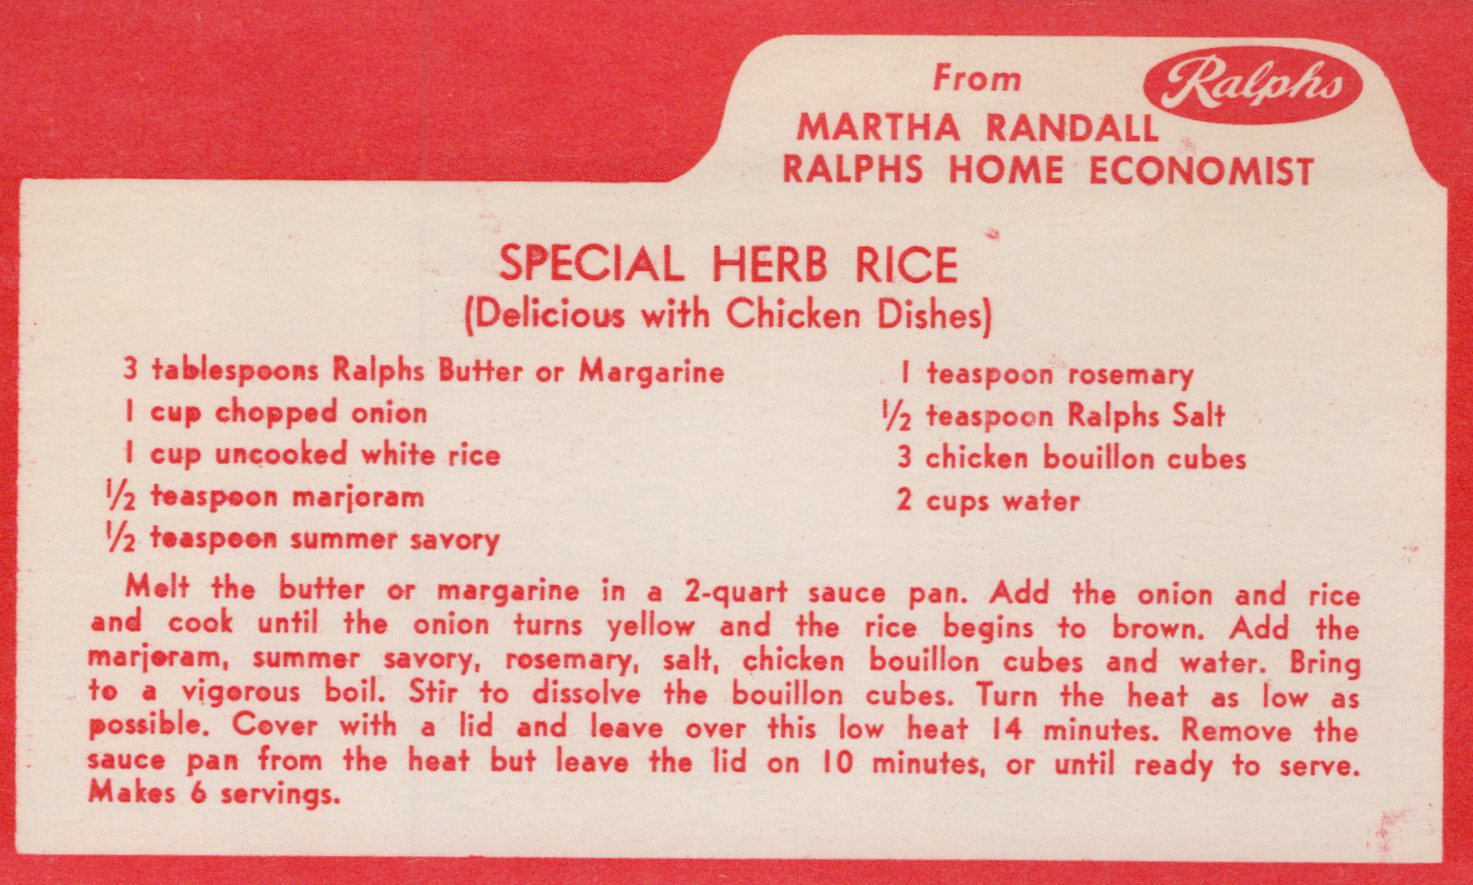 From
Ralphs
MARTHA RANDALL
RALPHS HOME ECONOMIST
SPECIAL HERB RICE
(Delicious with Chicken Dishes)
3 tablespoons Ralphs Butter or Margarine
1 cup chopped onion
1 cup uncooked white rice
1/2 teaspoon marjoram
1/2 teaspoon summer savory
1 teaspoon rosemary
1/2 teaspoon Ralphs Salt
3 chicken bouillon cubes
2 cups water
Melt the butter or margarine in a 2-quart sauce pan. Add the onion and rice
and cook until the onion turns yellow and the rice begins to brown. Add the
marjoram, summer savory, rosemary, salt, chicken bouillon cubes and water. Bring
to a vigorous boil. Stir to dissolve the bouillon cubes. Turn the heat as low as
possible. Cover with a lid and leave over this low heat 14 minutes. Remove the
sauce pan from the heat but leave the lid on 10 minutes, or until ready to serve.
Makes 6 servings.